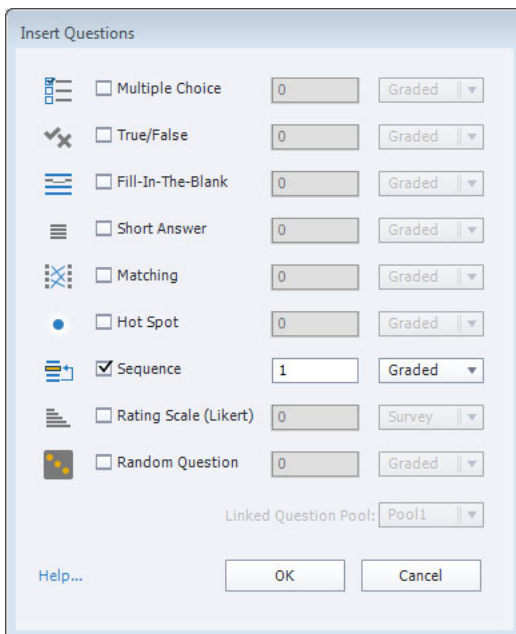 Insert Questions
Multiple Choice 0 Graded
True/False 0 Graded
Fill-In-The-Blank 0 Graded
Short Answer 0 Graded
Matching 0 Graded
Hot Spot 0 Graded
Sequence 1 Graded
Rating Scale (Likert) 0 Survey
Random Question 0 Graded
Linked Question Pool: Pool1
Help... OK Cancel